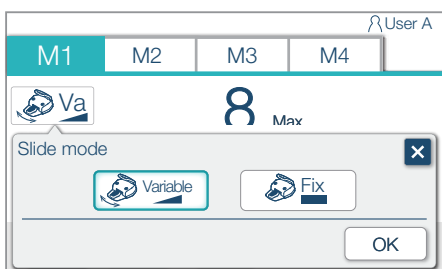 User A
M1 M2 M3 M4
Va 8 Max
Slide mode
Variable Fix
OK